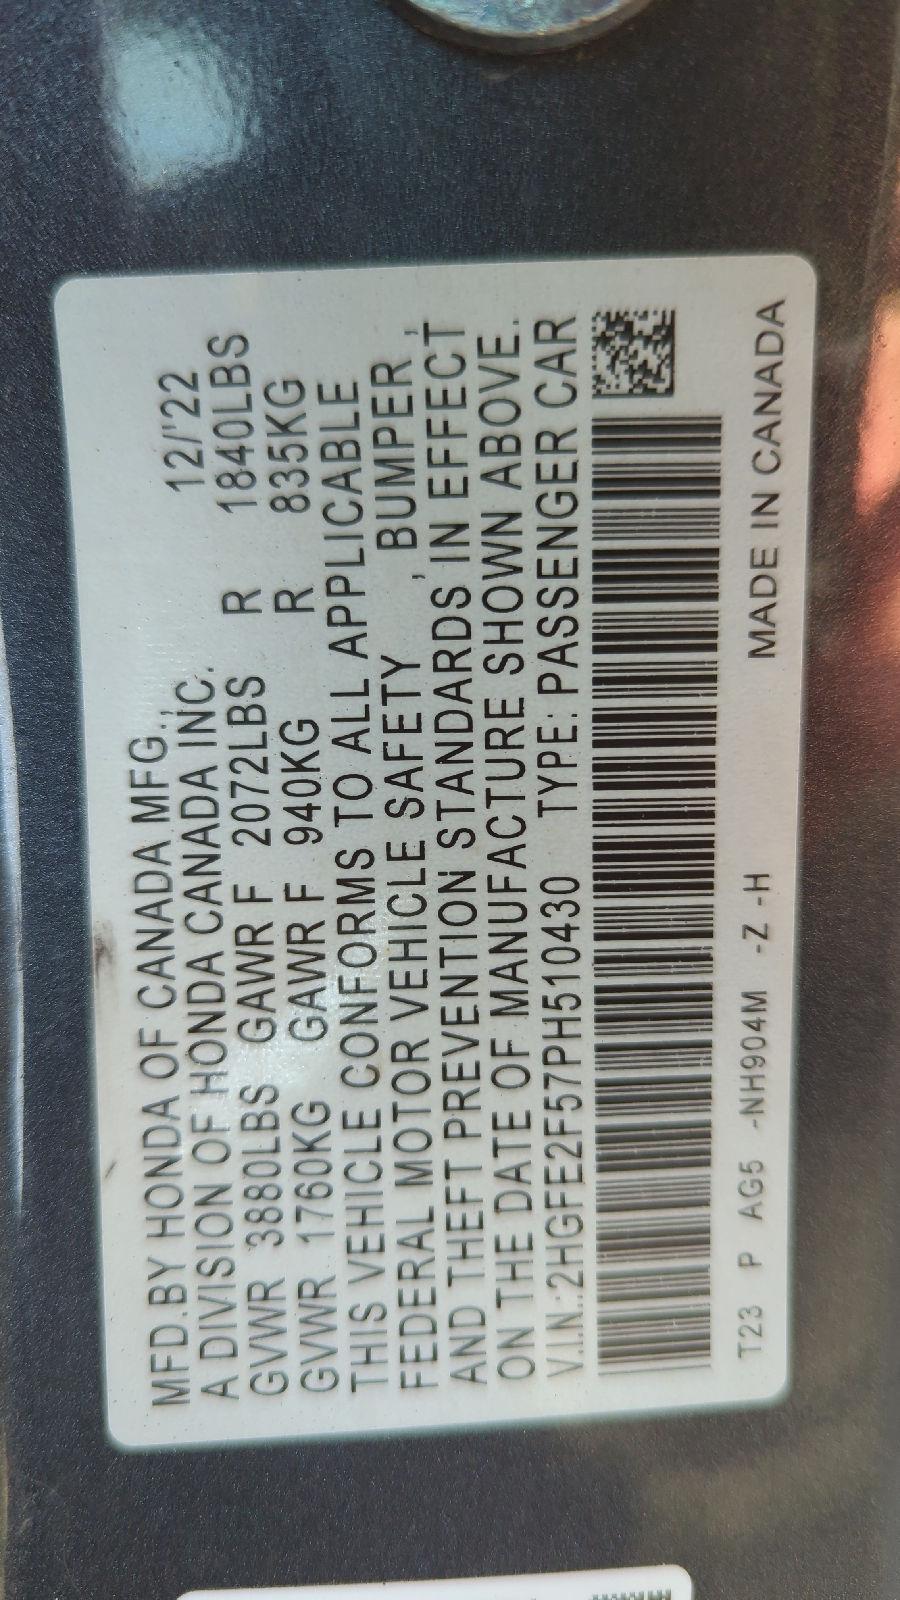 MFD.BY HONDA OF CANADA MFG., 12/'22
A DIVISION OF HONDA CANADA INC.
GVWR 3880LBS GAWR F 2072LBS R 1840LBS
GVWR 1760KG GAWR F 940KG R 835KG
THIS VEHICLE CONFORMS TO ALL APPLICABLE
FEDERAL MOTOR VEHICLE SAFETY , BUMPER ,
AND THEFT PREVENTION STANDARDS IN EFFECT
ON THE DATE OF MANUFACTURE SHOWN ABOVE.
V.I.N.:2HGFE2F57PH510430 TYPE: PASSENGER CAR
T23 P AG5 -NH904M -Z -H MADE IN CANADA